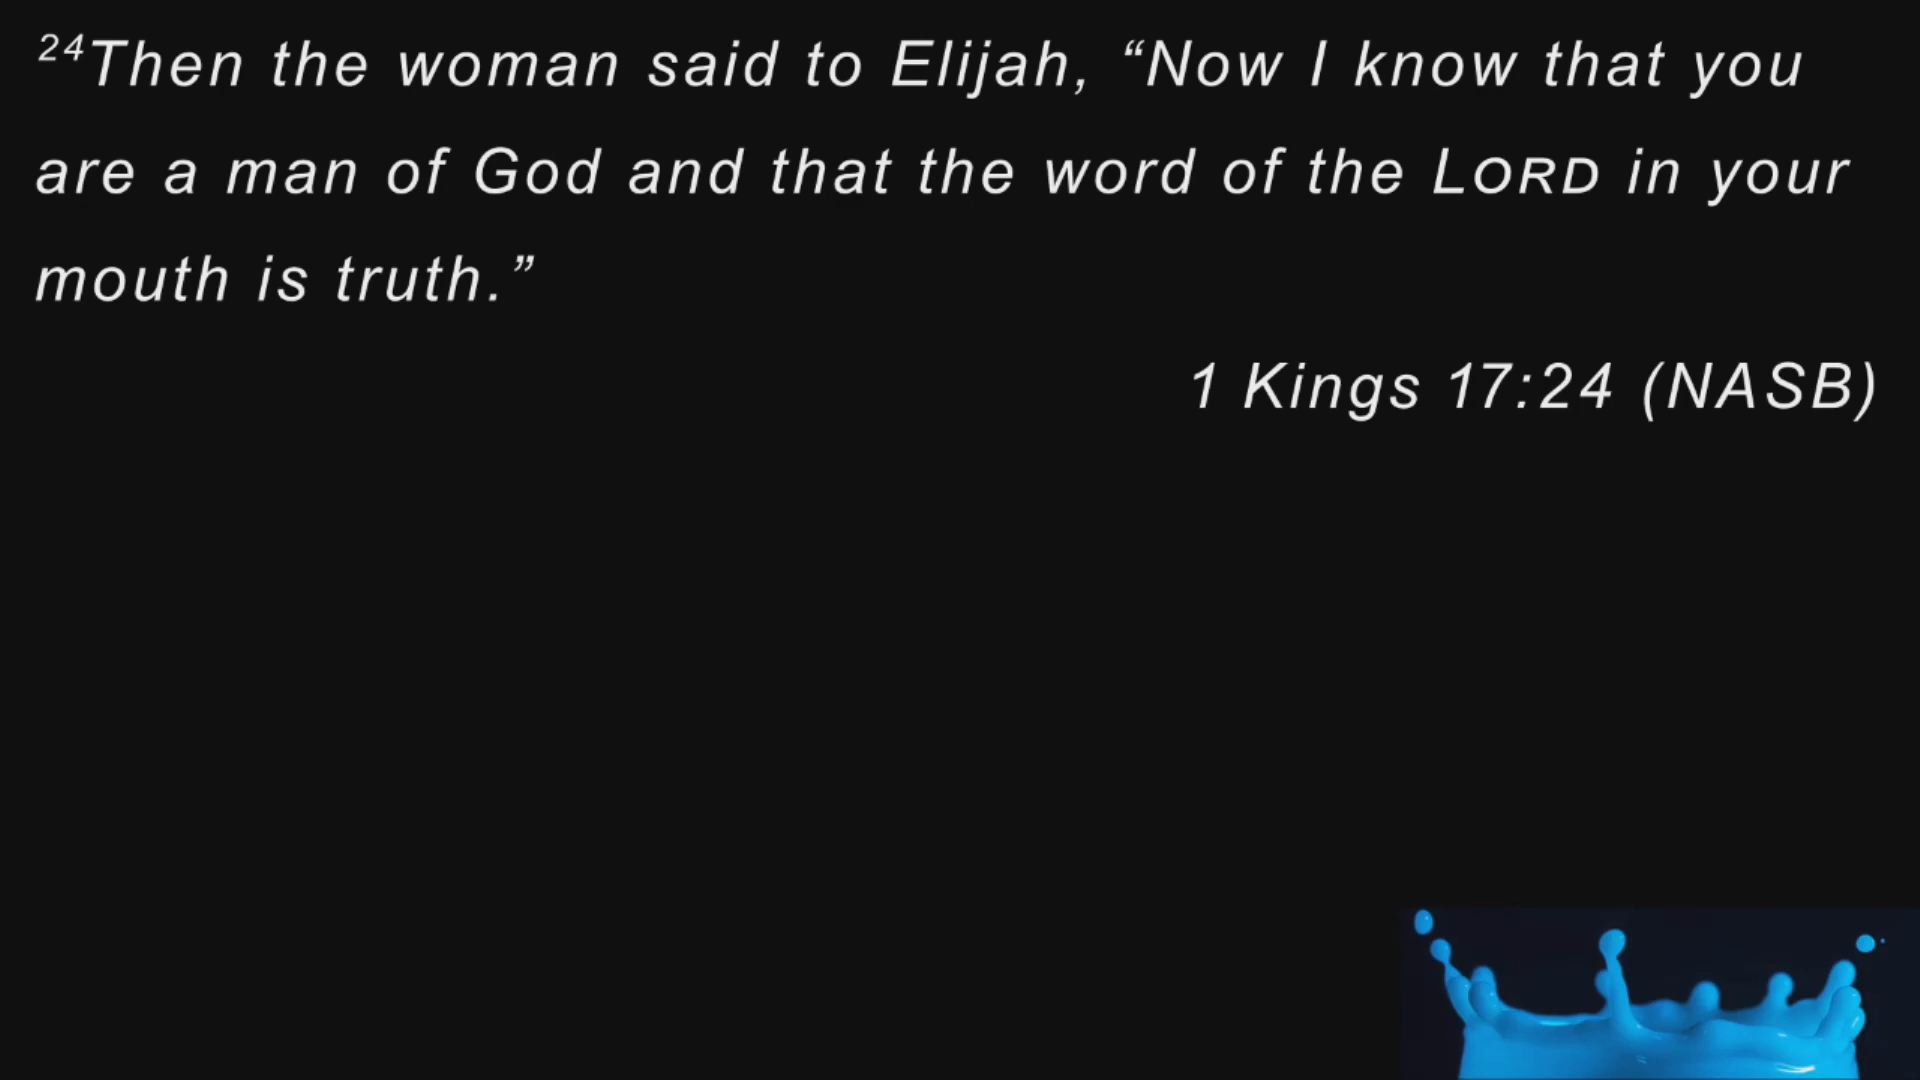 ²⁴Then the woman said to Elijah, “Now I know that you
are a man of God and that the word of the LORD in your
mouth is truth.”
1 Kings 17:24 (NASB)